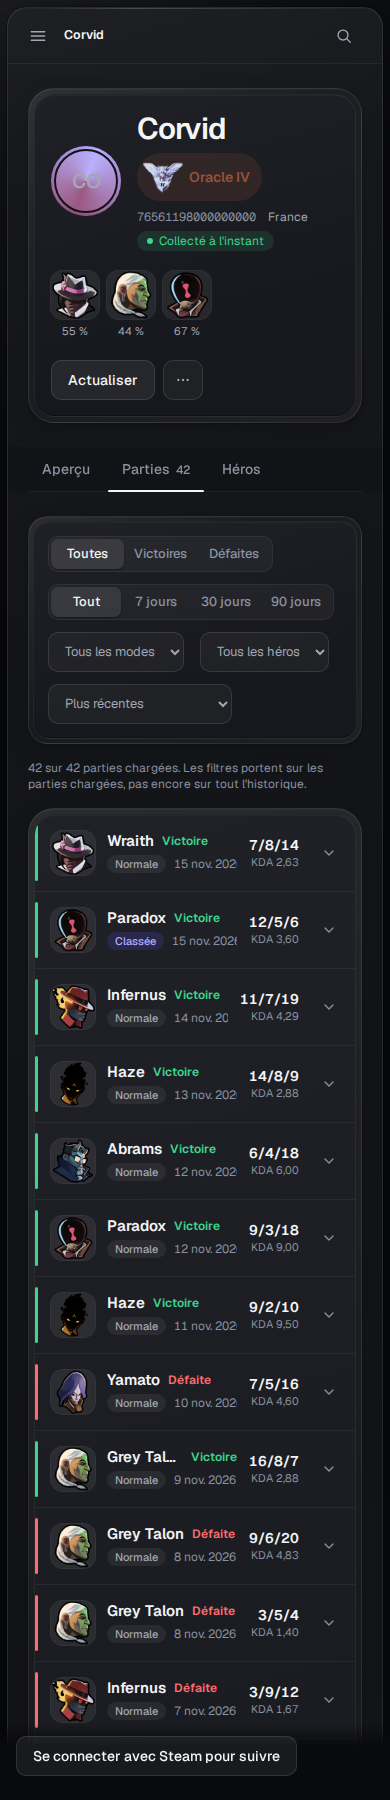 Corvid
Corvid
CO
Oracle IV
76561198000000000 France
Collecté à l'instant
55 % 44 % 67 %
Actualiser ...
Aperçu Parties 42 Héros
Toutes Victoires Défaites
Tout 7 jours 30 jours 90 jours
Tous les modes Tous les héros
Plus récentes
42 sur 42 parties chargées. Les filtres portent sur les
parties chargées, pas encore sur tout l'historique.
Wraith Victoire 7/8/14
Normale 15 nov. 202 KDA 2,63
Paradox Victoire 12/5/6
Classée 15 nov. 202 KDA 3,60
Infernus Victoire 11/7/19
Normale 14 nov. 20 KDA 4,29
Haze Victoire 14/8/9
Normale 13 nov. 202 KDA 2,88
Abrams Victoire 6/4/18
Normale 12 nov. 202 KDA 6,00
Paradox Victoire 9/3/18
Normale 12 nov. 202 KDA 9,00
Haze Victoire 9/2/10
Normale 11 nov. 202 KDA 9,50
Yamato Défaite 7/5/16
Normale 10 nov. 202 KDA 4,60
Grey Tal... Victoire 16/8/7
Normale 9 nov. 2026 KDA 2,88
Grey Talon Défaite 9/6/20
Normale 8 nov. 2026 KDA 4,83
Grey Talon Défaite 3/5/4
Normale 8 nov. 2026 KDA 1,40
Infernus Défaite 3/9/12
Normale 7 nov. 2026 KDA 1,67
Se connecter avec Steam pour suivre